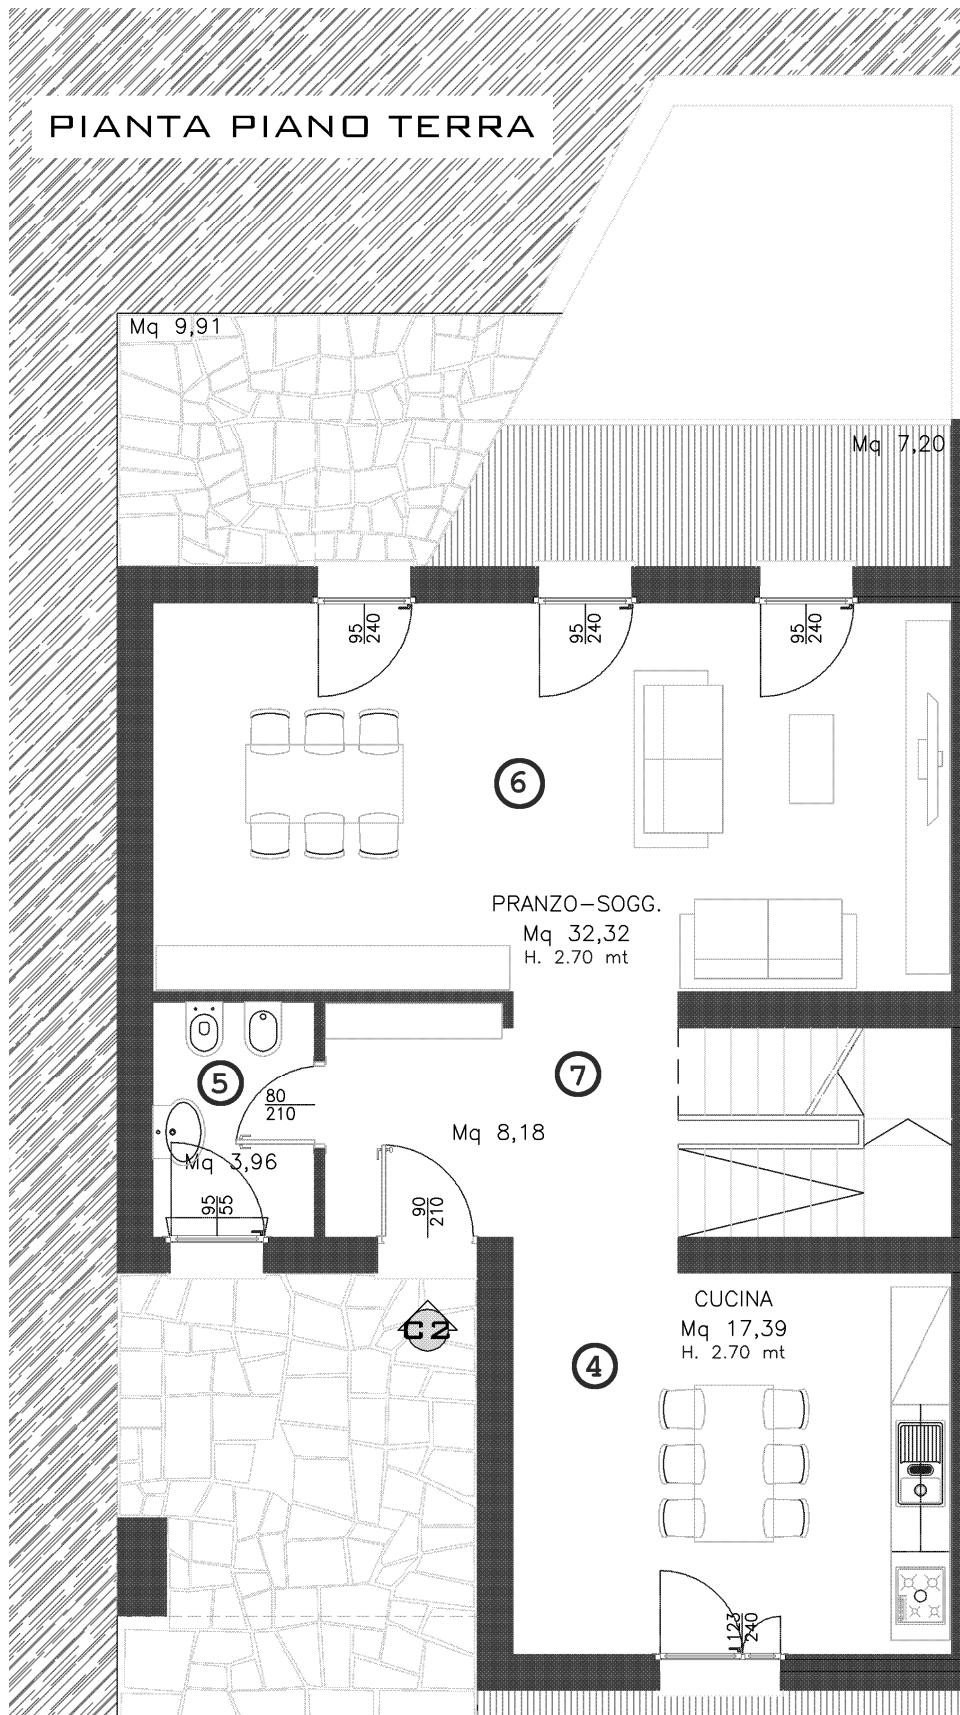 PIANTA PIANO TERRA
Mq 9,91
Mq 7,20
95
240
95
240
95
240
6
PRANZO-SOGG.
Mq 32,32
H. 2.70 mt
5
7
80
210
Mq 8,18
Mq 3,96
95
55
90
210
C2
CUCINA
Mq 17,39
H. 2.70 mt
4
123
240